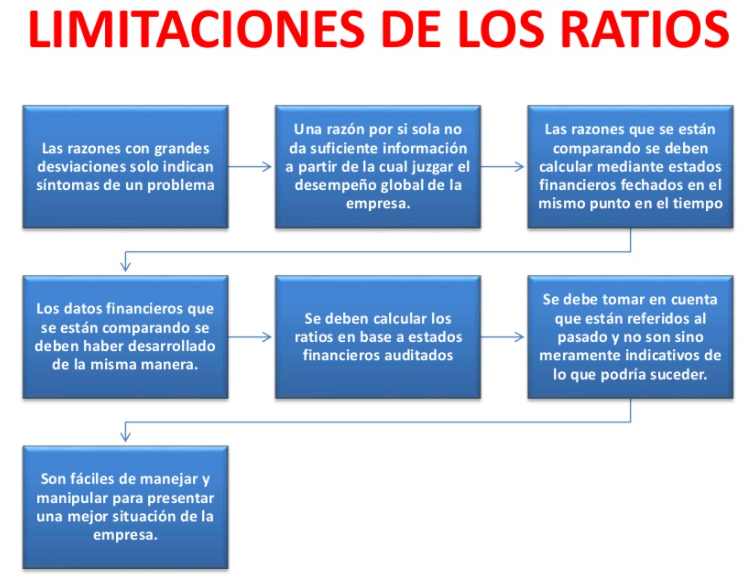 LIMITACIONES DE LOS RATIOS
Las razones con grandes
desviaciones solo indican
síntomas de un problema
Una razón por si sola no
da suficiente información
a partir de la cual juzgar el
desempeño global de la
empresa.
Las razones que se están
comparando se deben
calcular mediante estados
financieros fechados en el
mismo punto en el tiempo
Los datos financieros que
se están comparando se
deben haber desarrollado
de la misma manera.
Se deben calcular los
ratios en base a estados
financieros auditados
Se debe tomar en cuenta
que están referidos al
pasado y no son sino
meramente indicativos de
lo que podría suceder.
Son fáciles de manejar y
manipular para presentar
una mejor situación de la
empresa.